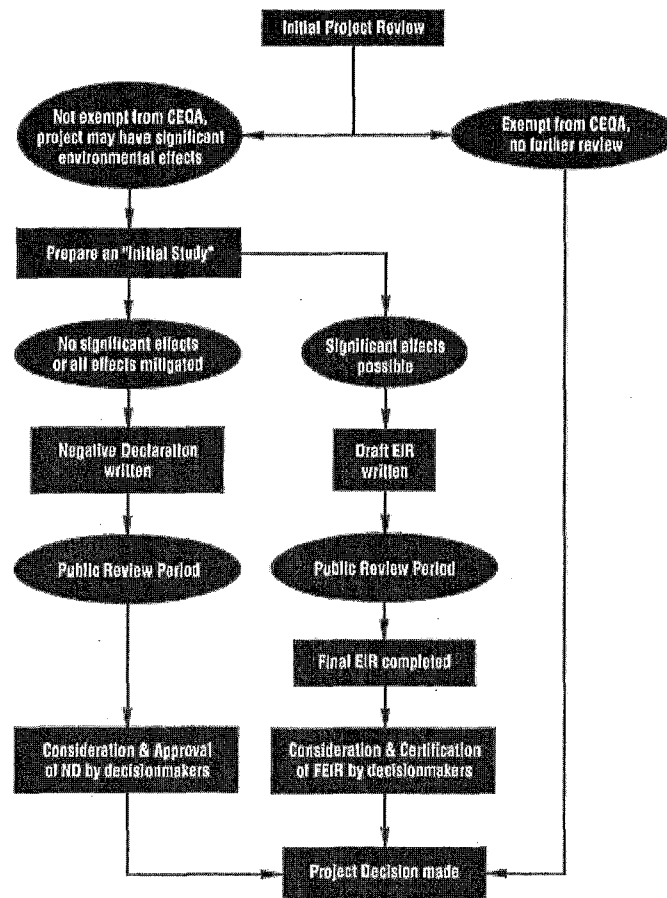 Initial Project Review
Not exempt from CEQA,
project may have significant
environmental effects
Exempt from CEQA,
no further review
Prepare an "Initial Study"
No significant effects
or all effects mitigated
Significant effects
possible
Negative Declaration
written
Draft EIR
written
Public Review Period
Public Review Period
Final EIR completed
Consideration & Approval
of ND by decisionmakers
Consideration & Certification
of FEIR by decisionmakers
Project Decision made